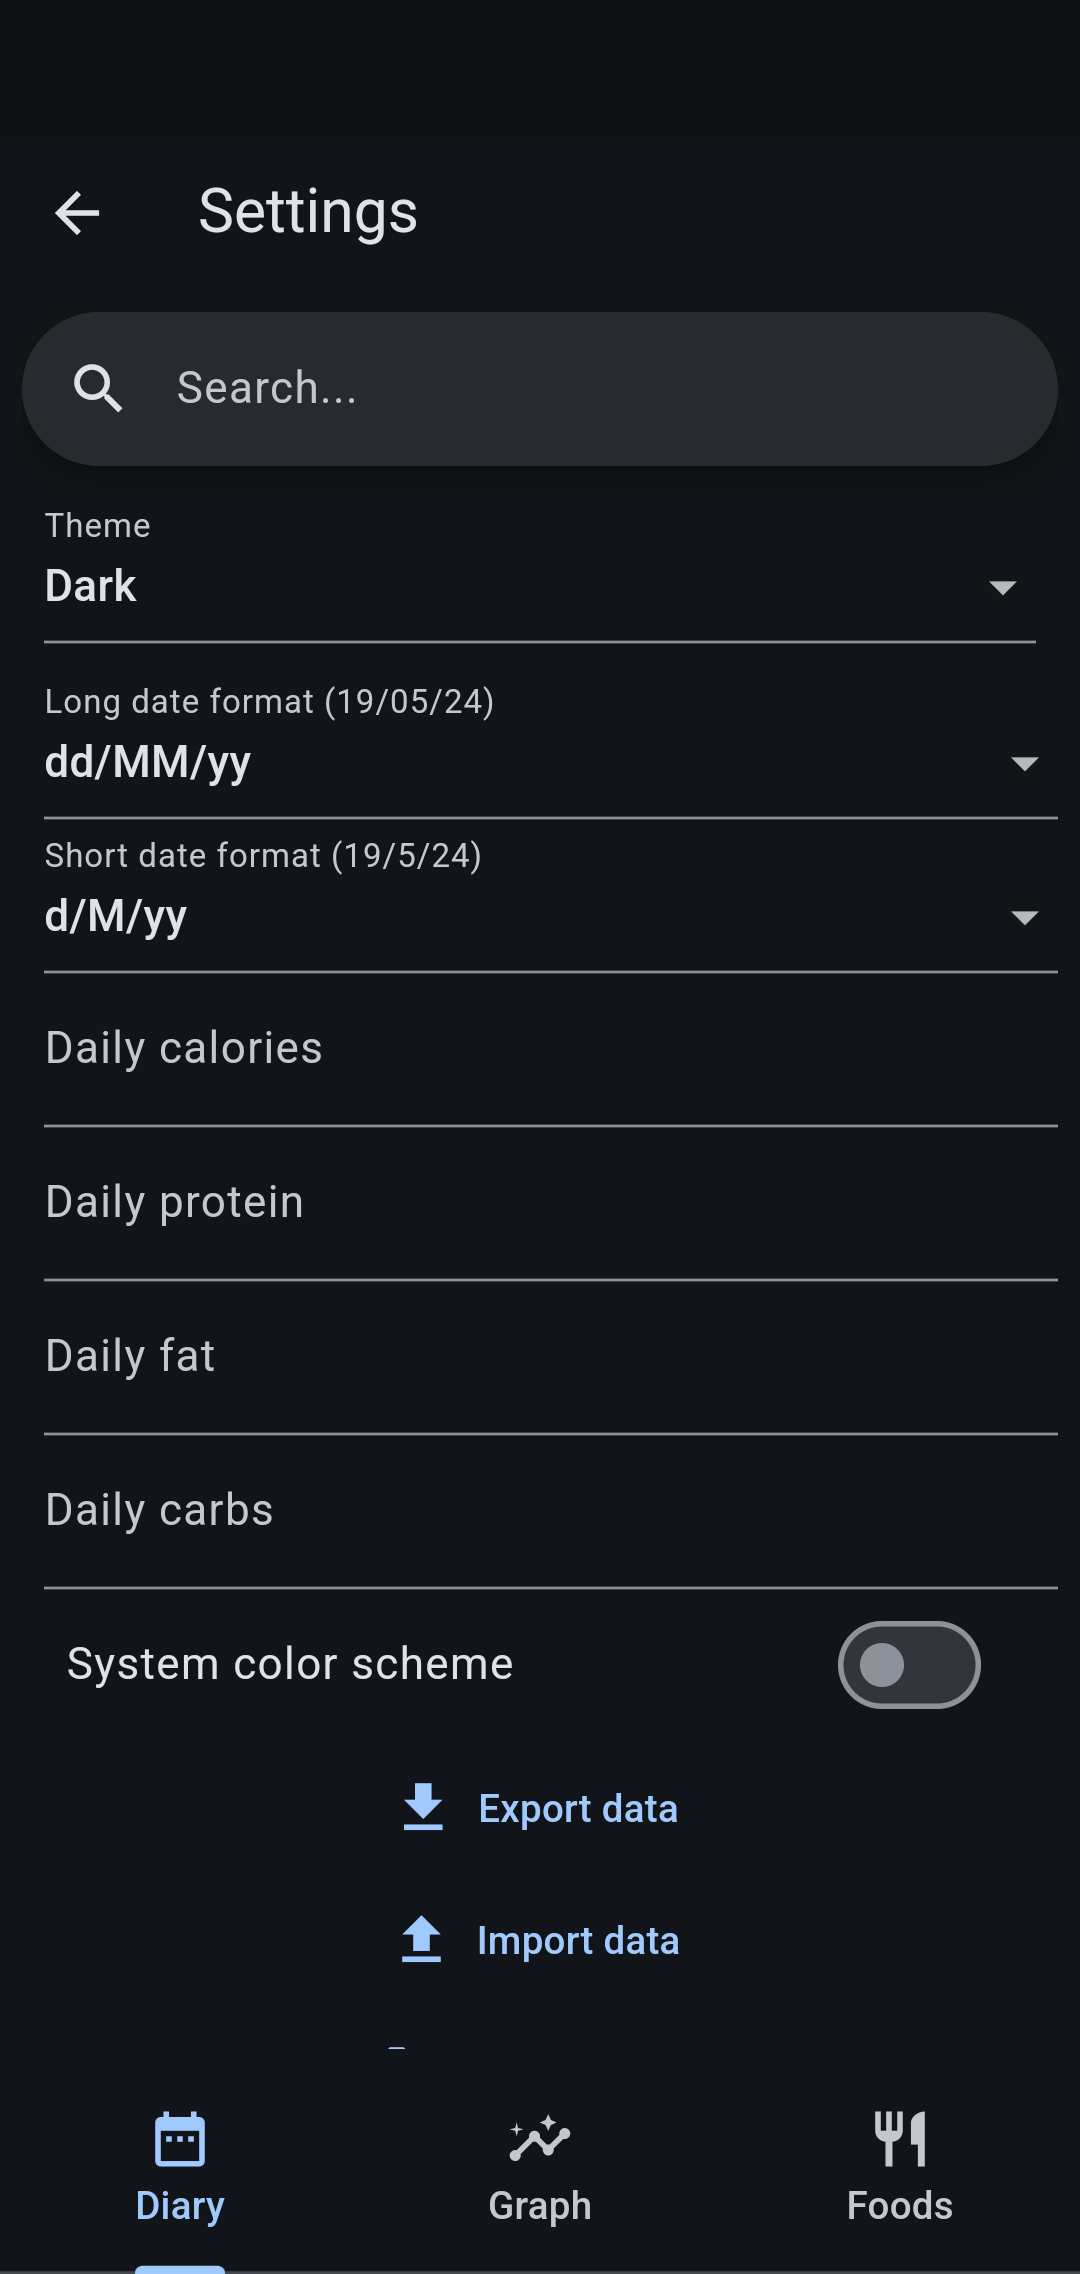 Settings
Search...
Theme
Dark
Long date format (19/05/24)
dd/MM/yy
Short date format (19/5/24)
d/M/yy
Daily calories
Daily protein
Daily fat
Daily carbs
System color scheme
Export data
Import data
Diary
Graph
Foods